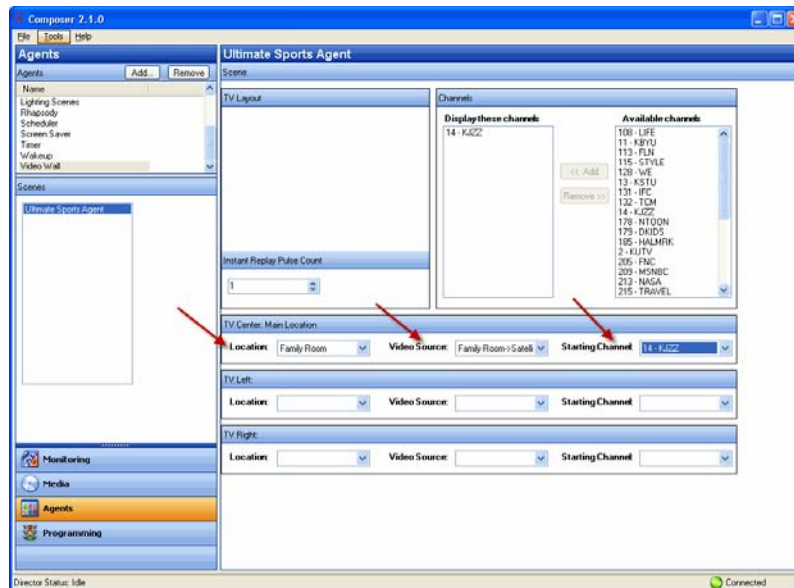 Composer 2.1.0
File Tools Help
Agents
Agents Add... Remove
Name
Lighting Scenes
Rhapsody
Scheduler
Screen Saver
Timer
Wakeup
Video Wall
Scenes
Ultimate Sports Agent
Monitoring
Media
Agents
Programming
Ultimate Sports Agent
Scene
TV Layout
Instant Replay Pulse Count
1
Channels
Display these channels
14 - KJZZ
<< Add
Remove >>
Available channels
108 - LIFE
11 - KBYU
113 - FLN
115 - STYLE
128 - WE
13 - KSTU
131 - IFC
132 - TCM
14 - KJZZ
178 - NTOON
179 - DKIDS
185 - HALMRK
2 - KUTV
205 - FNC
209 - MSNBC
213 - NASA
215 - TRAVEL
TV Center: Main Location
Location: Family Room Video Source: Family Room->Satelli Starting Channel: 14 - KJZZ
TV Left:
Location: Video Source: Starting Channel:
TV Right:
Location: Video Source: Starting Channel:
Director Status: Idle Connected